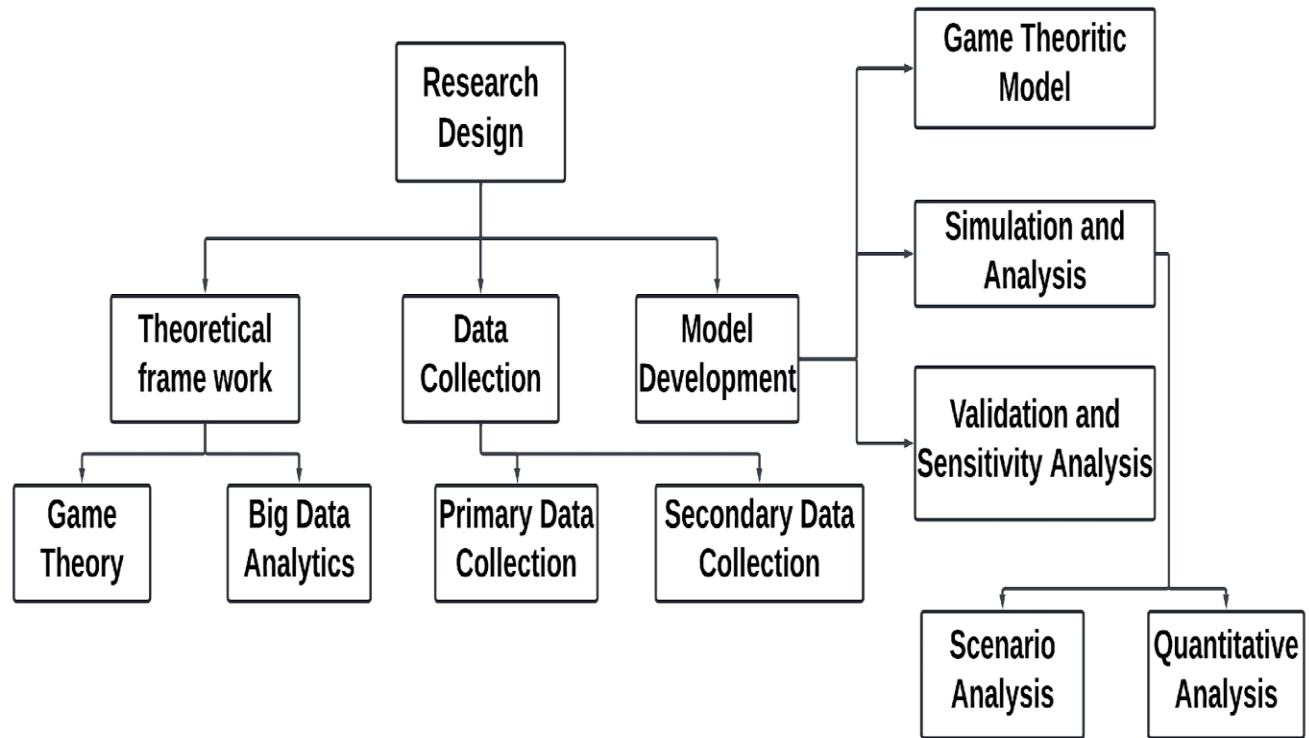 Research
Design
Theoretical
frame work
Data
Collection
Model
Development
Game
Theory
Big Data
Analytics
Primary Data
Collection
Secondary Data
Collection
Game Theoritic
Model
Simulation and
Analysis
Validation and
Sensitivity Analysis
Scenario
Analysis
Quantitative
Analysis